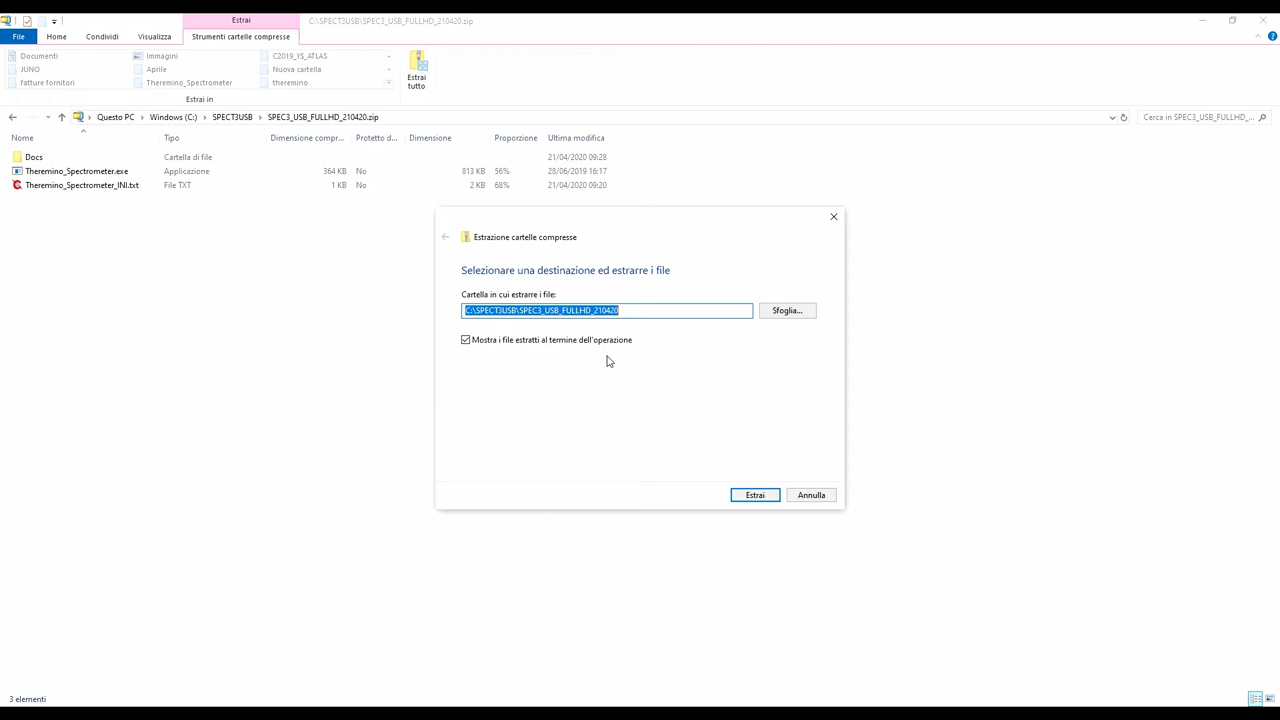 Estrai
C:\SPECT3USB\SPEC3_USB_FULLHD_210420.zip
File
Home
Condividi
Visualizza
Strumenti cartelle compresse
Documenti
Immagini
C2019_YS_ATLAS
JUNO
Aprile
Nuova cartella
fatture fornitori
Theremino_Spectrometer
theremino
Estrai
tutto
Estrai in
Questo PC
Windows (C:)
SPECT3USB
SPEC3_USB_FULLHD_210420.zip
Cerca in SPEC3_USB_FULLHD_...
Nome
Tipo
Dimensione compr...
Protetto d...
Dimensione
Proporzione
Ultima modifica
Docs
Cartella di file
21/04/2020 09:28
Theremino_Spectrometer.exe
Applicazione
364 KB
No
813 KB
56%
28/06/2019 16:17
Theremino_Spectrometer_INI.txt
File TXT
1 KB
No
2 KB
68%
21/04/2020 09:20
Estrazione cartelle compresse
Selezionare una destinazione ed estrarre i file
Cartella in cui estrarre i file:
C:\SPECT3USB\SPEC3_USB_FULLHD_210420
Sfoglia...
Mostra i file estratti al termine dell'operazione
Estrai
Annulla
3 elementi